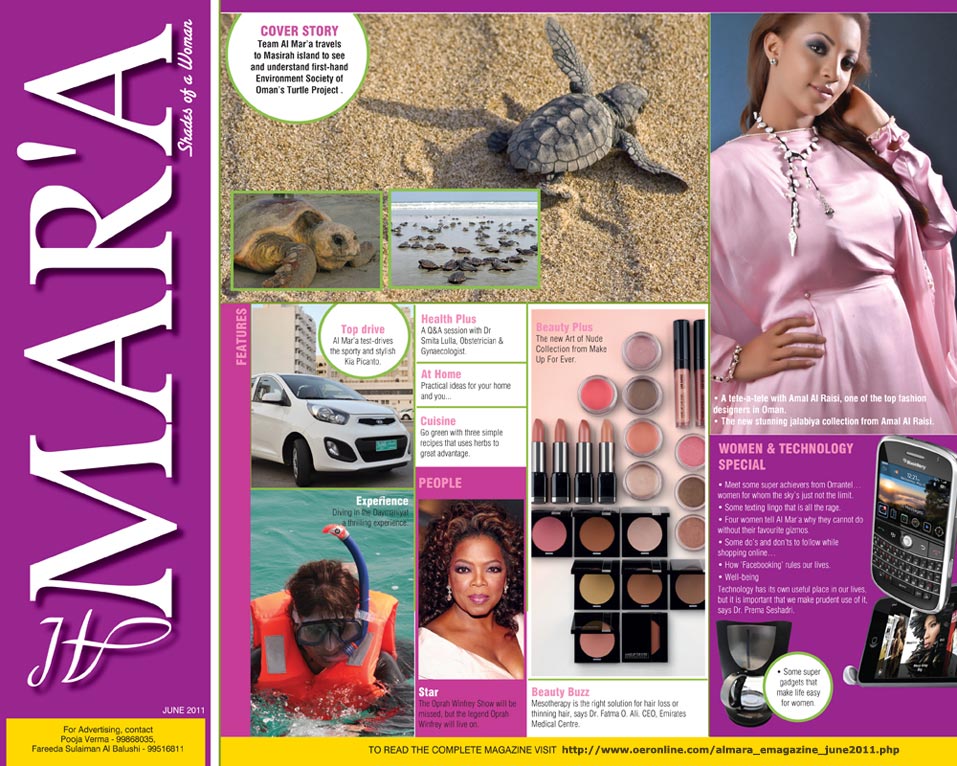 Al
MAR'A
Shades of a Woman
JUNE 2011
For Advertising, contact
Pooja Verma - 99868035,
Fareeda Sulaiman Al Balushi - 99516811
COVER STORY
Team Al Mar'a travels
to Masirah island to see
and understand first-hand
Environment Society of
Oman's Turtle Project .
FEATURES
Top drive
Al Mar'a test-drives
the sporty and stylish
Kia Picanto.
Experience
Diving in the Daymaniyat
a thrilling experience.
Health Plus
A Q&A session with Dr
Smita Lulla, Obstetrician &
Gynaecologist.
At Home
Practical ideas for your home
and you...
Cuisine
Go green with three simple
recipes that uses herbs to
great advantage.
PEOPLE
Star
The Oprah Winfrey Show will be
missed, but the legend Oprah
Winfrey will live on.
Beauty Plus
The new Art of Nude
Collection from Make
Up For Ever.
Beauty Buzz
Mesotherapy is the right solution for hair loss or
thinning hair, says Dr. Fatma O. Ali. CEO, Emirates
Medical Centre.
• A tete-a-tete with Amal Al Raisi, one of the top fashion
designers in Oman.
• The new stunning jalabiya collection from Amal Al Raisi.
WOMEN & TECHNOLOGY
SPECIAL
• Meet some super achievers from Omantel…
women for whom the sky's just not the limit.
• Some texting lingo that is all the rage.
• Four women tell Al Mar'a why they cannot do
without their favourite gizmos.
• Some do's and don'ts to follow while
shopping online…
• How 'Facebooking' rules our lives.
• Well-being
Technology has its own useful place in our lives,
but it is important that we make prudent use of it,
says Dr. Prema Seshadri.
BlackBerry
• Some super
gadgets that
make life easy
for women.
TO READ THE COMPLETE MAGAZINE VISIT http://www.oeronline.com/almara_emagazine_june2011.php